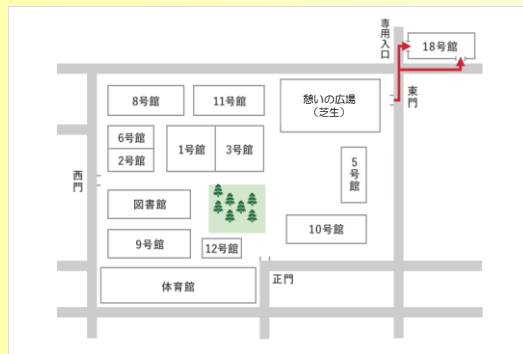 専用入口
18号館
8号館
11号館
憩いの広場
（芝生）
東門
6号館
2号館
1号館
3号館
5号館
西門
図書館
10号館
9号館
12号館
正門
体育館